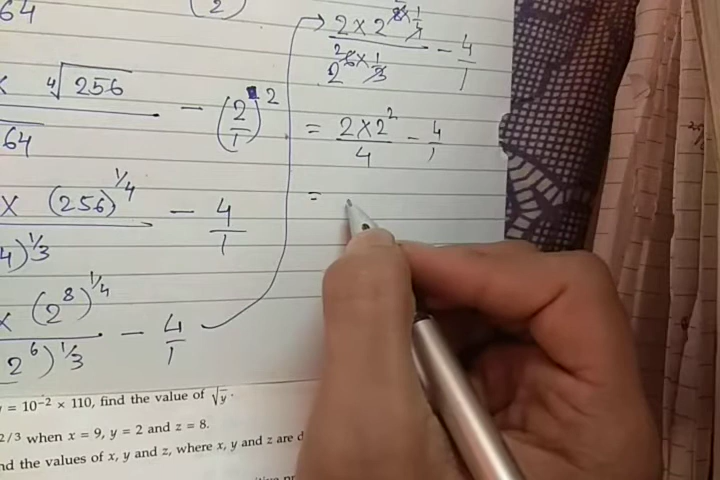 64
2)
× ∜256 / 64 − (2/1)²
× (256)^1/4 / 4)^1/3 − 4/1
× (2⁸)^1/4 / 2⁶)^1/3 − 4/1
2×2^8×1/4 / 2^6×1/3 − 4/1
= 2×2² / 4 − 4/1
=
= 10⁻² × 110, find the value of √y.
2/3 when x = 9, y = 2 and z = 8.
nd the values of x, y and z, where x, y and z are d